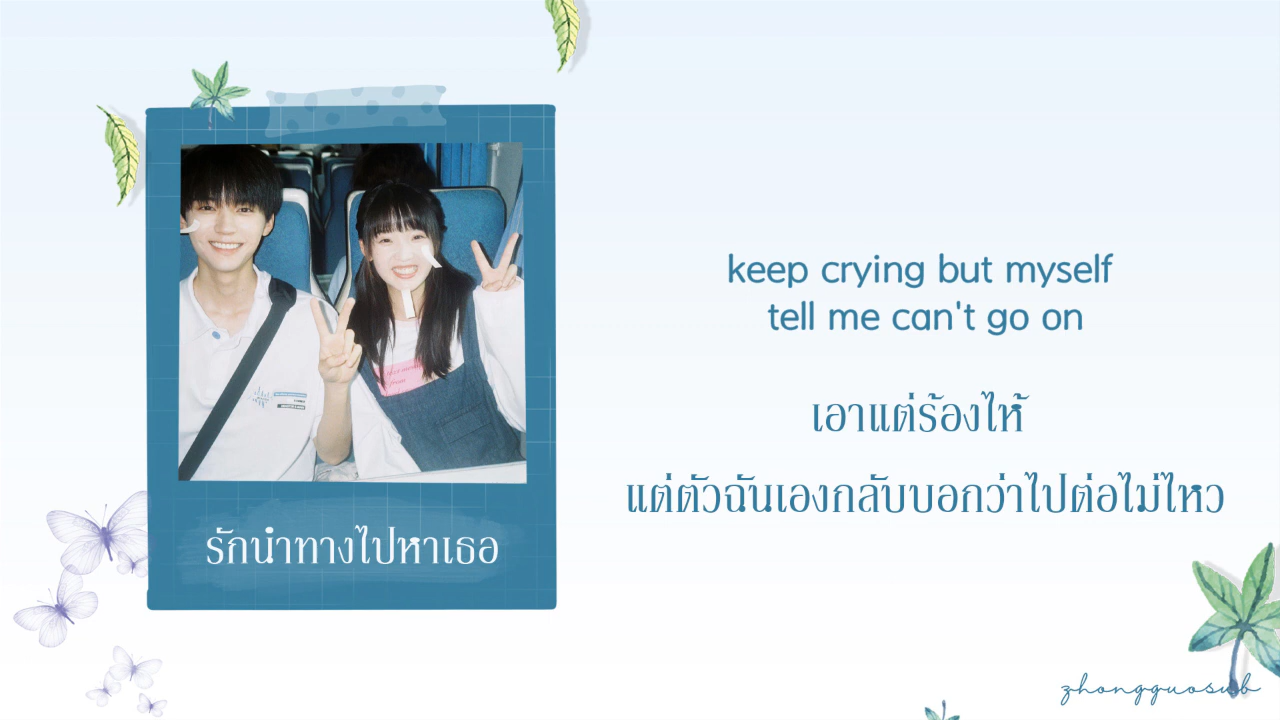 รักนำทางไปหาเธอ
keep crying but myself
tell me can't go on
เอาแต่ร้องไห้
แต่ตัวฉันเองกลับบอกว่าไปต่อไม่ไหว
zhongguosub